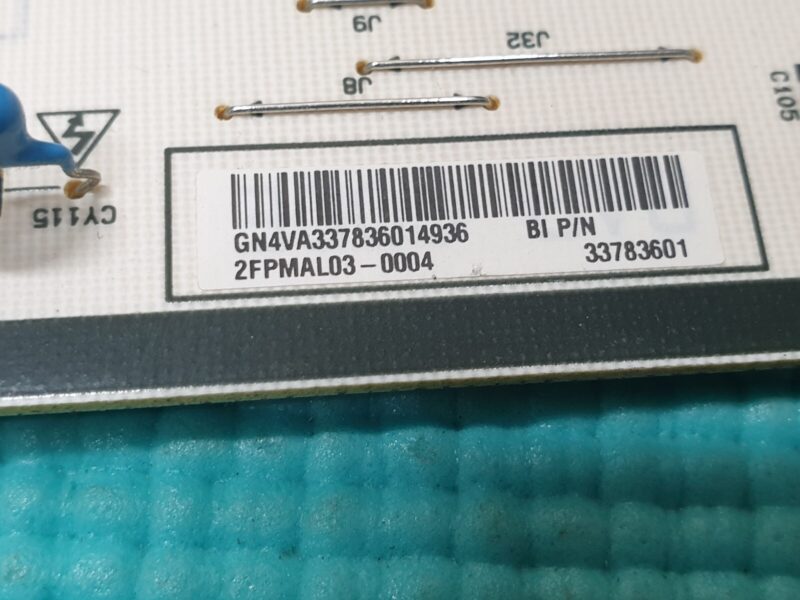 J9
J32
J8
C105
CY115
GN4VA337836014936 BI P/N
2FPMAL03-0004 33783601